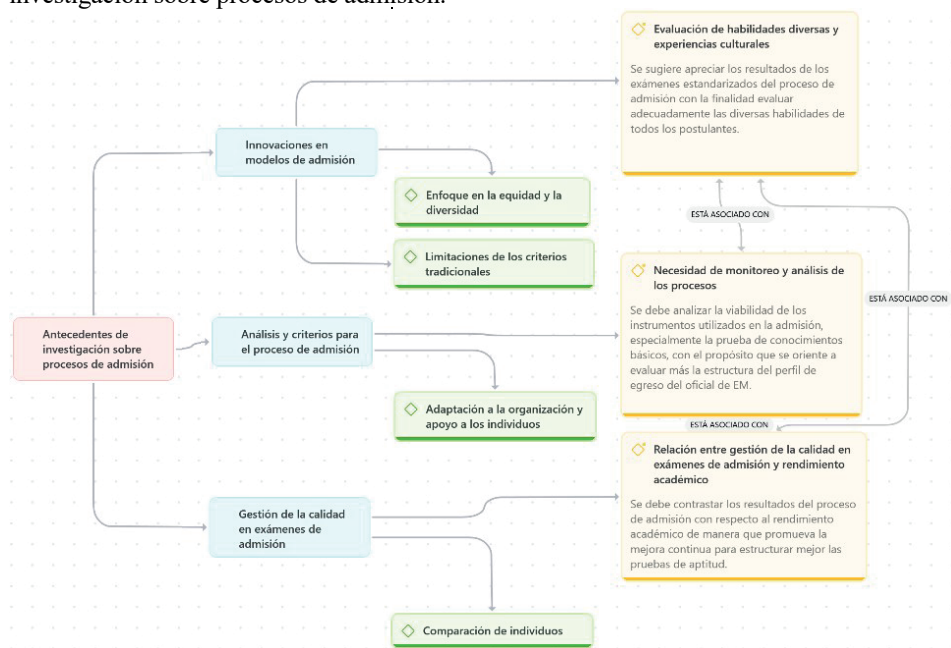 investigación sobre procesos de admisión.
Evaluación de habilidades diversas y
experiencias culturales
Se sugiere apreciar los resultados de los
exámenes estandarizados del proceso de
admisión con la finalidad evaluar
adecuadamente las diversas habilidades de
todos los postulantes.
Innovaciones en
modelos de admisión
Enfoque en la equidad y la
diversidad
ESTÁ ASOCIADO CON
Limitaciones de los criterios
tradicionales
Necesidad de monitoreo y análisis de
los procesos
Se debe analizar la viabilidad de los
instrumentos utilizados en la admisión,
especialmente la prueba de conocimientos
básicos, con el propósito que se oriente a
evaluar más la estructura del perfil de
egreso del oficial de EM.
ESTÁ ASOCIADO CON
Antecedentes de
investigación sobre
procesos de admisión
Análisis y criterios para
el proceso de admisión
Adaptación a la organización y
apoyo a los individuos
ESTÁ ASOCIADO CON
Relación entre gestión de la calidad en
exámenes de admisión y rendimiento
académico
Se debe contrastar los resultados del proceso
de admisión con respecto al rendimiento
académico de manera que promueva la
mejora continua para estructurar mejor las
pruebas de aptitud.
Gestión de la calidad
en exámenes de
admisión
Comparación de individuos